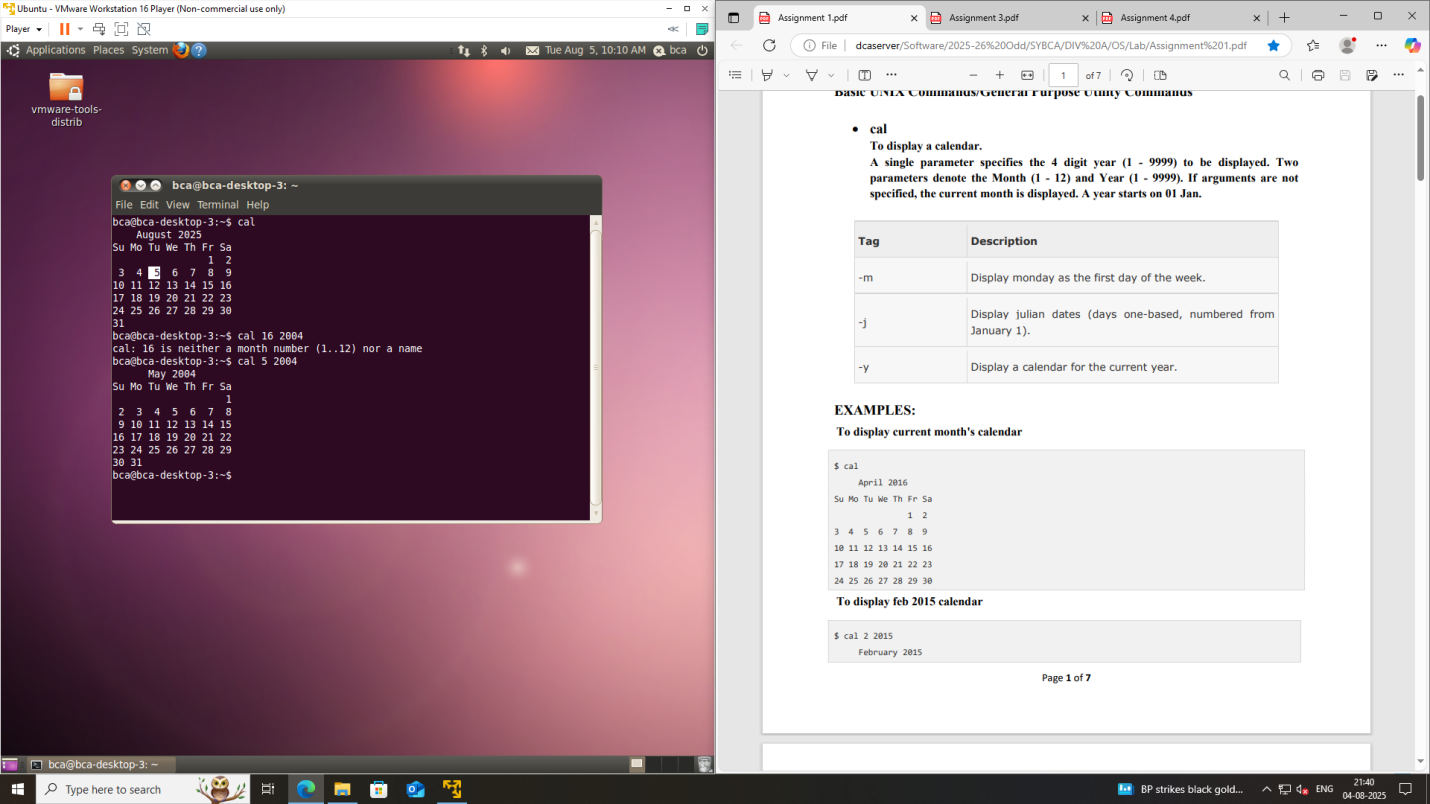 Ubuntu - VMware Workstation 16 Player (Non-commercial use only)
Player
Applications Places System
Tue Aug 5, 10:10 AM bca
vmware-tools-
distrib
bca@bca-desktop-3: ~
File Edit View Terminal Help
bca@bca-desktop-3:~$ cal
August 2025
Su Mo Tu We Th Fr Sa
1 2
3 4 5 6 7 8 9
10 11 12 13 14 15 16
17 18 19 20 21 22 23
24 25 26 27 28 29 30
31
bca@bca-desktop-3:~$ cal 16 2004
cal: 16 is neither a month number (1..12) nor a name
bca@bca-desktop-3:~$ cal 5 2004
May 2004
Su Mo Tu We Th Fr Sa
1
2 3 4 5 6 7 8
9 10 11 12 13 14 15
16 17 18 19 20 21 22
23 24 25 26 27 28 29
30 31
bca@bca-desktop-3:~$
bca@bca-desktop-3: ~
Assignment 1.pdf
Assignment 3.pdf
Assignment 4.pdf
File dcaserver/Software/2025-26%20Odd/SYBCA/DIV%20A/OS/Lab/Assignment%201.pdf
1 of 7
Basic UNIX Commands/General Purpose Utility Commands
• cal
To display a calendar.
A single parameter specifies the 4 digit year (1 - 9999) to be displayed. Two
parameters denote the Month (1 - 12) and Year (1 - 9999). If arguments are not
specified, the current month is displayed. A year starts on 01 Jan.
Tag Description
-m Display monday as the first day of the week.
-j Display julian dates (days one-based, numbered from
January 1).
-y Display a calendar for the current year.
EXAMPLES:
To display current month's calendar
$ cal
April 2016
Su Mo Tu We Th Fr Sa
1 2
3 4 5 6 7 8 9
10 11 12 13 14 15 16
17 18 19 20 21 22 23
24 25 26 27 28 29 30
To display feb 2015 calendar
$ cal 2 2015
February 2015
Page 1 of 7
Type here to search
BP strikes black gold...
ENG
21:40
04-08-2025